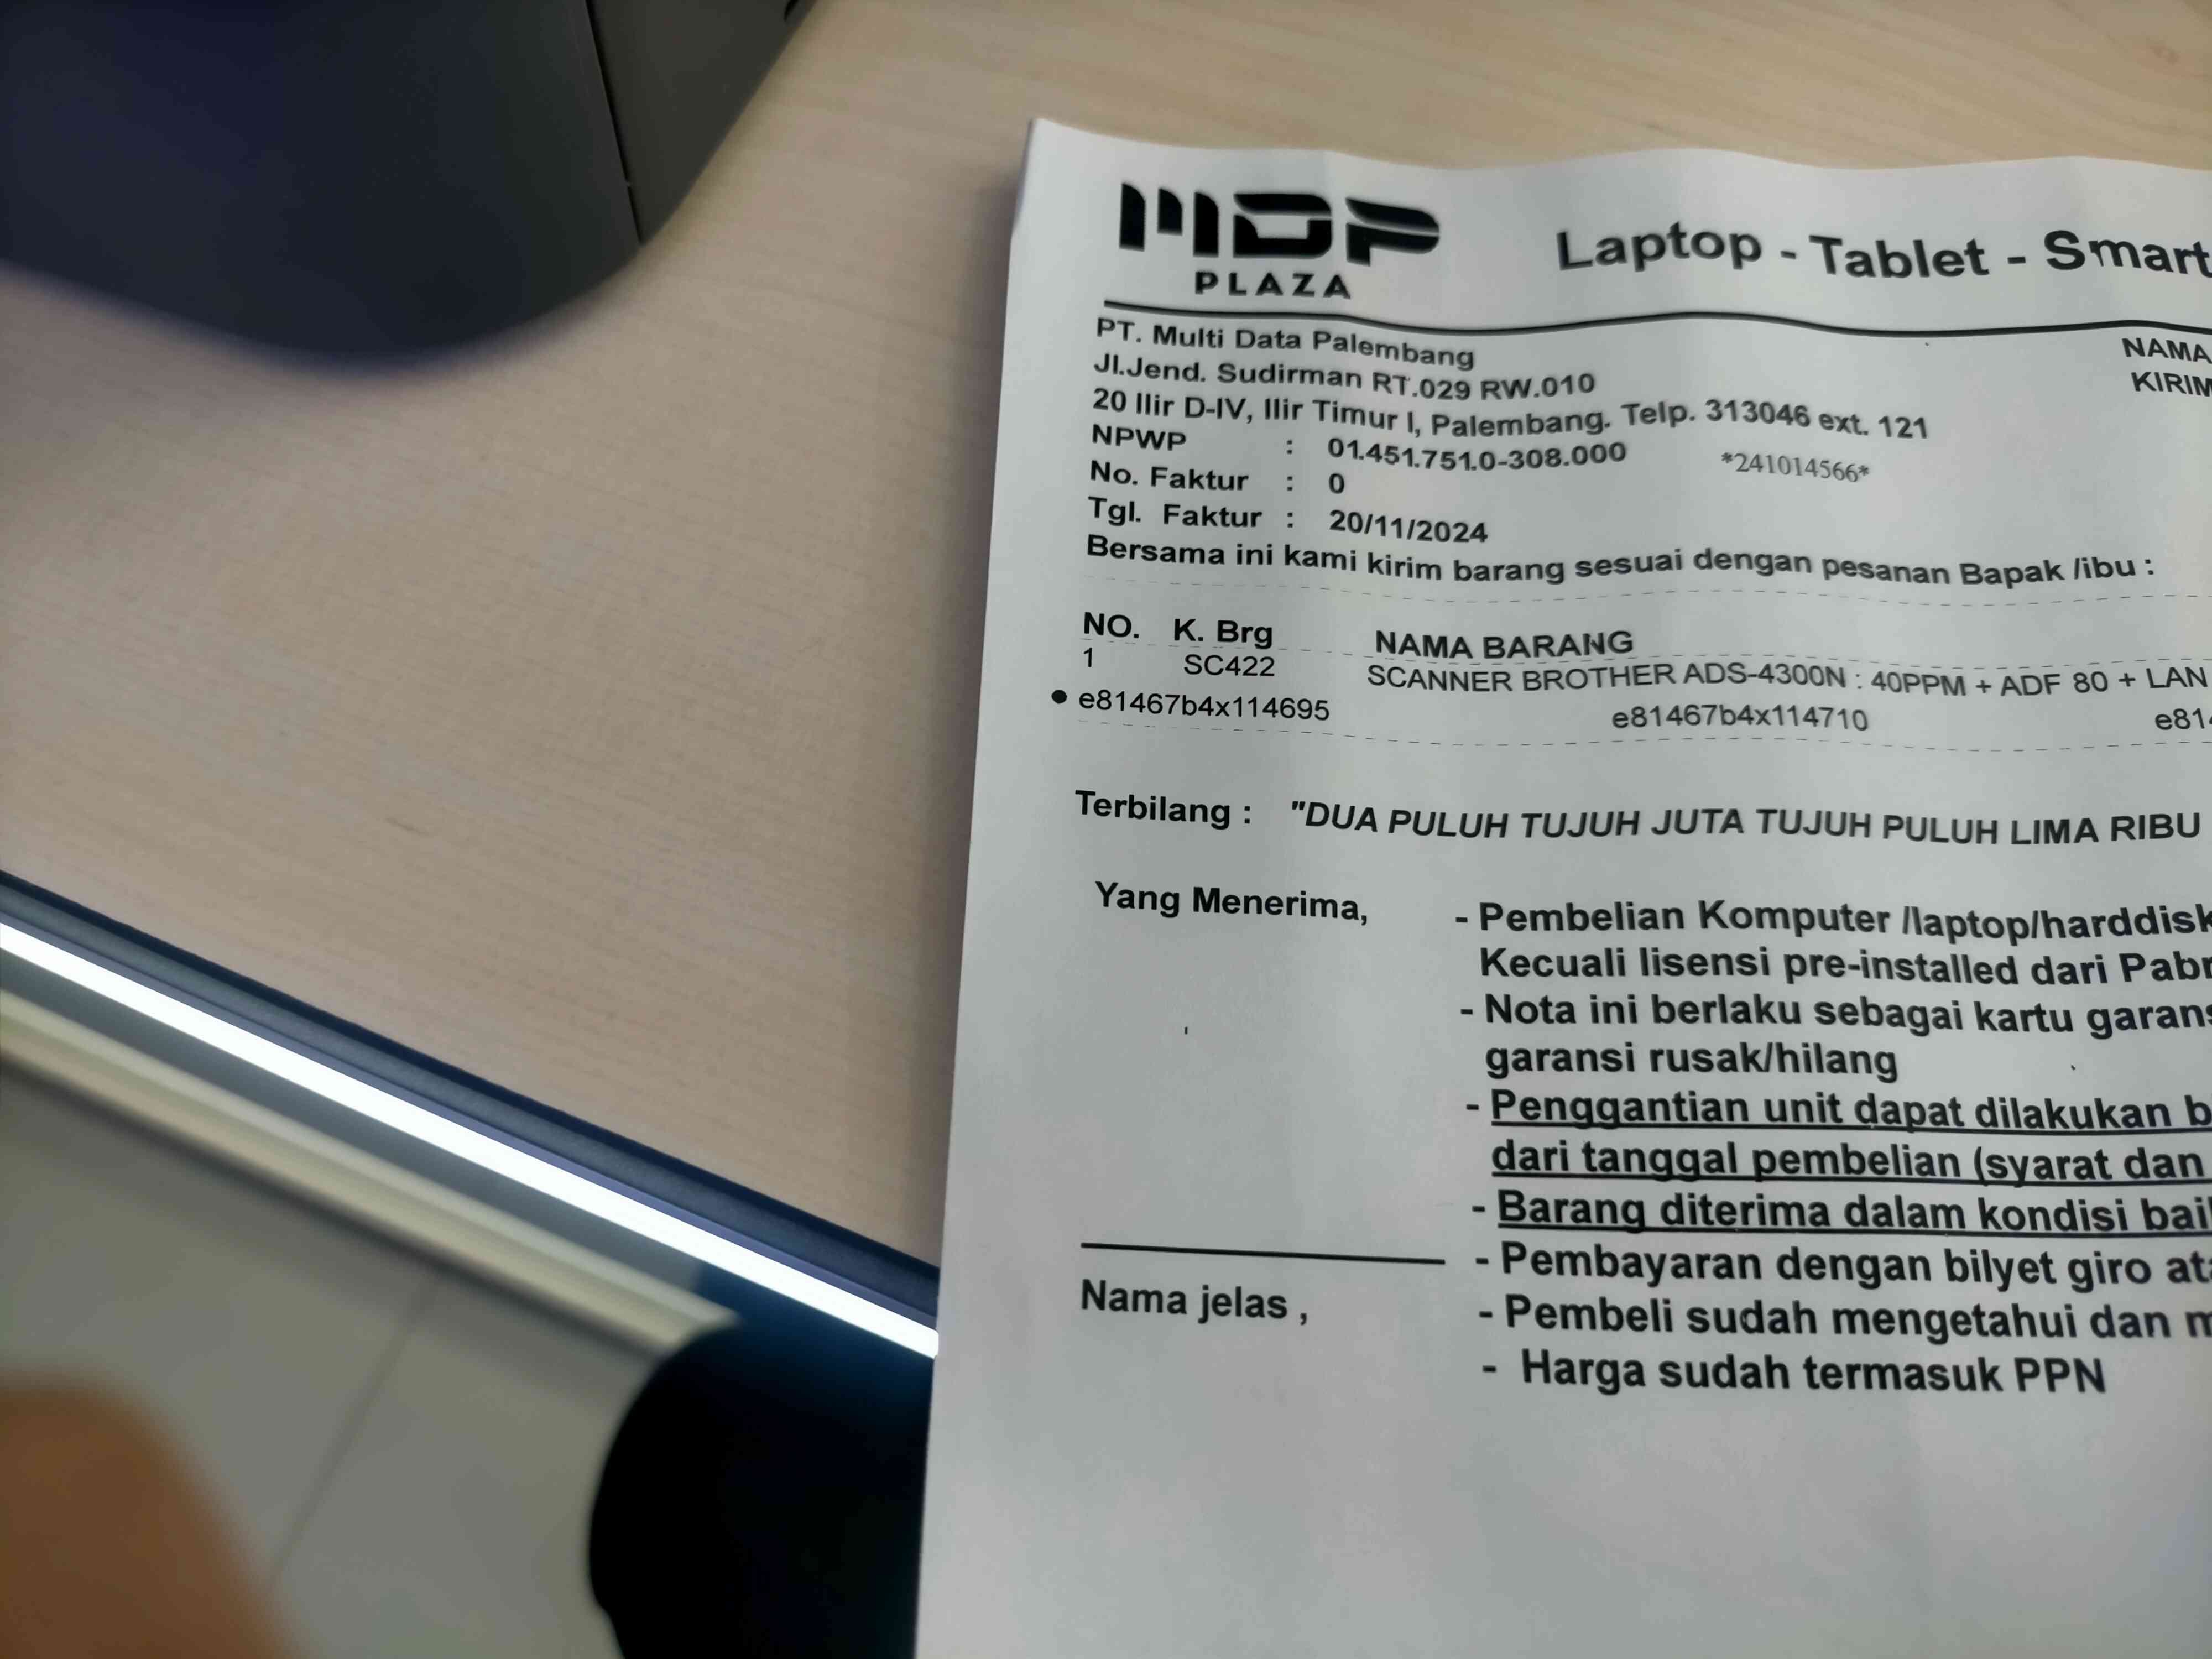 MDP
PLAZA
Laptop - Tablet - Smart
PT. Multi Data Palembang
Jl.Jend. Sudirman RT.029 RW.010
20 Ilir D-IV, Ilir Timur I, Palembang. Telp. 313046 ext. 121
NAMA
KIRIM
NPWP : 01.451.751.0-308.000 *241014566*
No. Faktur : 0
Tgl. Faktur : 20/11/2024
Bersama ini kami kirim barang sesuai dengan pesanan Bapak /ibu :
NO. K. Brg NAMA BARANG
1 SC422 SCANNER BROTHER ADS-4300N : 40PPM + ADF 80 + LAN
e81467b4x114695 e81467b4x114710 e81
Terbilang : "DUA PULUH TUJUH JUTA TUJUH PULUH LIMA RIBU
Yang Menerima,
- Pembelian Komputer /laptop/harddisk
Kecuali lisensi pre-installed dari Pabr
- Nota ini berlaku sebagai kartu garans
garansi rusak/hilang
- Penggantian unit dapat dilakukan b
dari tanggal pembelian (syarat dan
- Barang diterima dalam kondisi bai
- Pembayaran dengan bilyet giro at
- Pembeli sudah mengetahui dan m
- Harga sudah termasuk PPN
Nama jelas ,